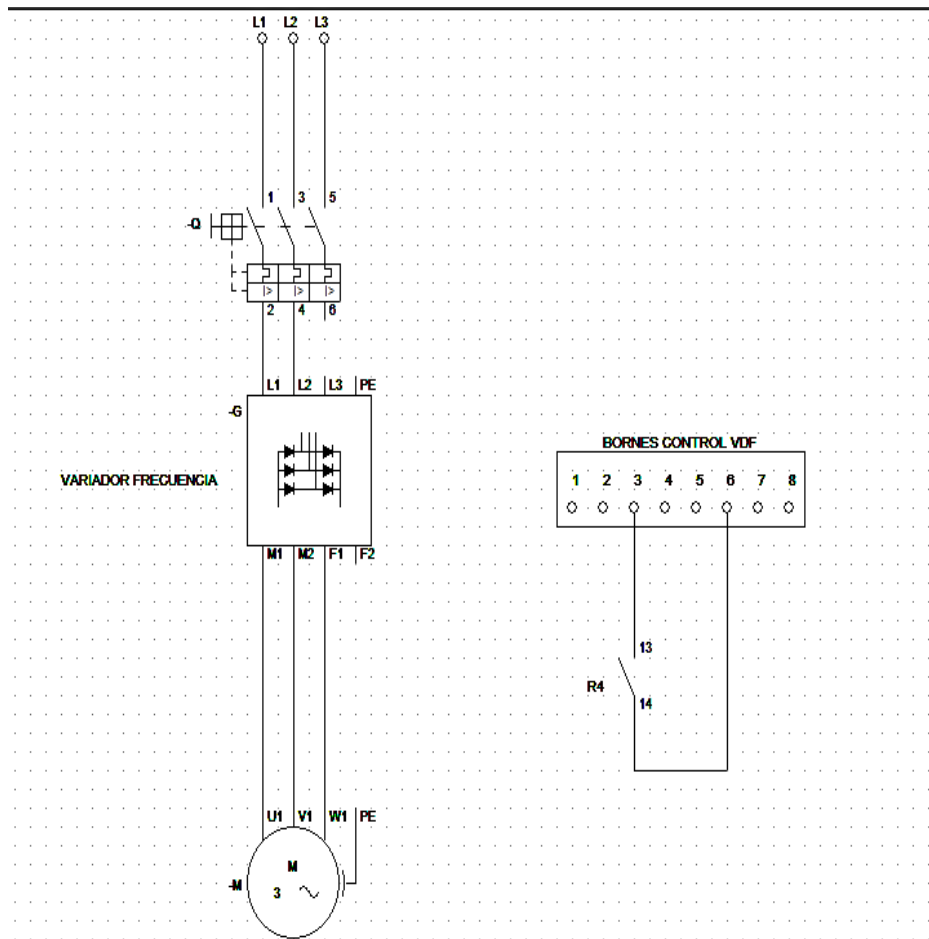 L1 L2 L3
1 3 5
-Q
|> |> |>
2 4 6
L1 L2 L3 PE
-G
VARIADOR FRECUENCIA
M1 M2 F1 F2
BORNES CONTROL VDF
1 2 3 4 5 6 7 8
13
R4
14
U1 V1 W1 PE
M
-M
3